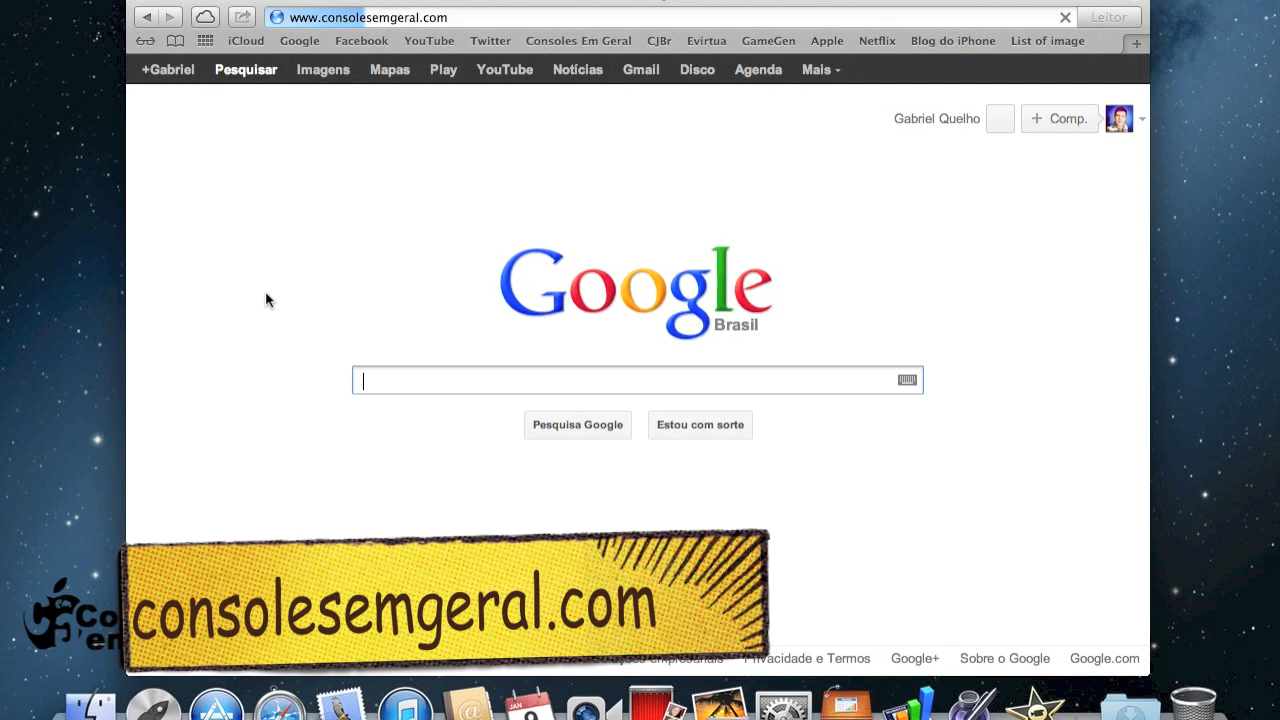 www.consolesemgeral.com
Leitor
iCloud Google Facebook YouTube Twitter Consoles Em Geral CJBr Evirtua GameGen Apple Netflix Blog do iPhone List of image
+Gabriel Pesquisar Imagens Mapas Play YouTube Notícias Gmail Disco Agenda Mais
Gabriel Quelho + Comp.
Google
Brasil
Pesquisa Google Estou com sorte
consolesemgeral.com
Privacidade e Termos Google+ Sobre o Google Google.com
9